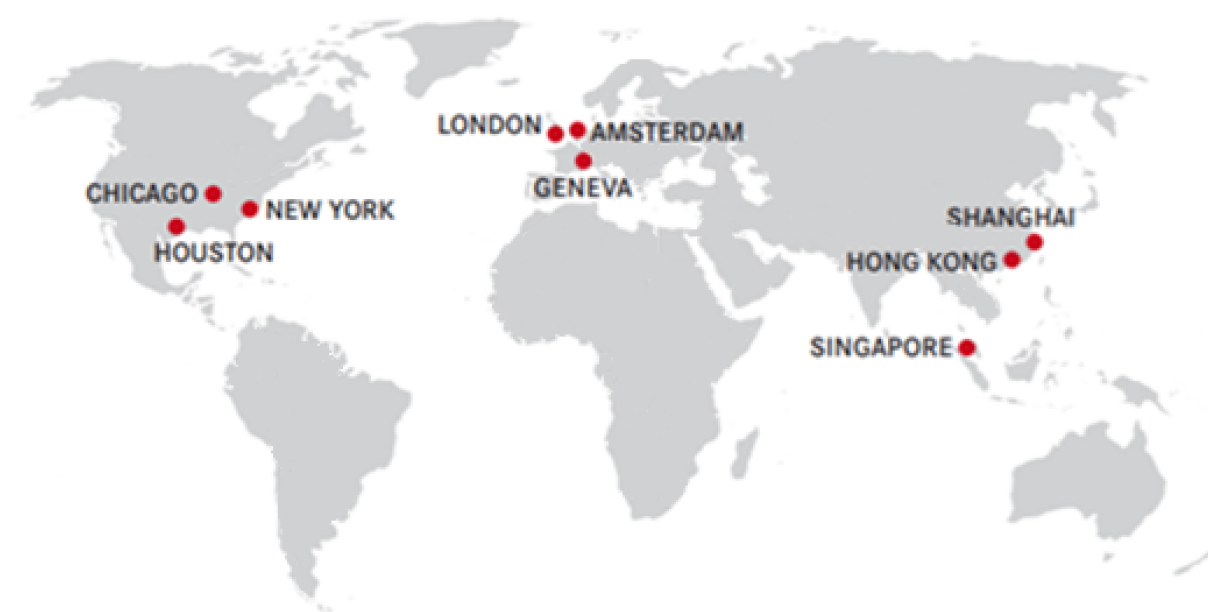 LONDON
AMSTERDAM
GENEVA
CHICAGO
NEW YORK
HOUSTON
SHANGHAI
HONG KONG
SINGAPORE